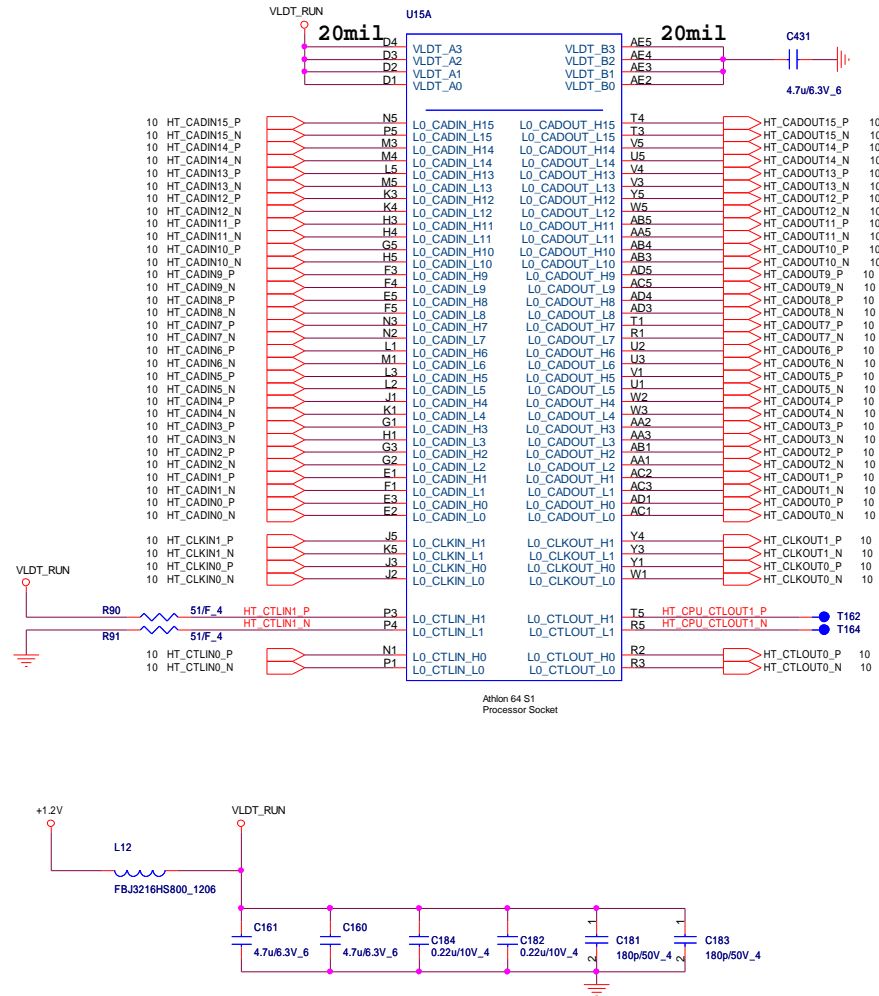 VLDT_RUN
U15A
20mil
20mil
C431
4.7u/6.3V_6
D4 VLDT_A3 VLDT_B3 AE5
D3 VLDT_A2 VLDT_B2 AE4
D2 VLDT_A1 VLDT_B1 AE3
D1 VLDT_A0 VLDT_B0 AE2
10 HT_CADIN15_P N5 L0_CADIN_H15 L0_CADOUT_H15 T4 HT_CADOUT15_P 10
10 HT_CADIN15_N P5 L0_CADIN_L15 L0_CADOUT_L15 T3 HT_CADOUT15_N 10
10 HT_CADIN14_P M3 L0_CADIN_H14 L0_CADOUT_H14 V5 HT_CADOUT14_P 10
10 HT_CADIN14_N M4 L0_CADIN_L14 L0_CADOUT_L14 U5 HT_CADOUT14_N 10
10 HT_CADIN13_P L5 L0_CADIN_H13 L0_CADOUT_H13 V4 HT_CADOUT13_P 10
10 HT_CADIN13_N M5 L0_CADIN_L13 L0_CADOUT_L13 V3 HT_CADOUT13_N 10
10 HT_CADIN12_P K3 L0_CADIN_H12 L0_CADOUT_H12 Y5 HT_CADOUT12_P 10
10 HT_CADIN12_N K4 L0_CADIN_L12 L0_CADOUT_L12 W5 HT_CADOUT12_N 10
10 HT_CADIN11_P H3 L0_CADIN_H11 L0_CADOUT_H11 AB5 HT_CADOUT11_P 10
10 HT_CADIN11_N H4 L0_CADIN_L11 L0_CADOUT_L11 AA5 HT_CADOUT11_N 10
10 HT_CADIN10_P G5 L0_CADIN_H10 L0_CADOUT_H10 AB4 HT_CADOUT10_P 10
10 HT_CADIN10_N H5 L0_CADIN_L10 L0_CADOUT_L10 AB3 HT_CADOUT10_N 10
10 HT_CADIN9_P F3 L0_CADIN_H9 L0_CADOUT_H9 AD5 HT_CADOUT9_P 10
10 HT_CADIN9_N F4 L0_CADIN_L9 L0_CADOUT_L9 AC5 HT_CADOUT9_N 10
10 HT_CADIN8_P E5 L0_CADIN_H8 L0_CADOUT_H8 AD4 HT_CADOUT8_P 10
10 HT_CADIN8_N F5 L0_CADIN_L8 L0_CADOUT_L8 AD3 HT_CADOUT8_N 10
10 HT_CADIN7_P N3 L0_CADIN_H7 L0_CADOUT_H7 T1 HT_CADOUT7_P 10
10 HT_CADIN7_N N2 L0_CADIN_L7 L0_CADOUT_L7 R1 HT_CADOUT7_N 10
10 HT_CADIN6_P L1 L0_CADIN_H6 L0_CADOUT_H6 U2 HT_CADOUT6_P 10
10 HT_CADIN6_N M1 L0_CADIN_L6 L0_CADOUT_L6 U3 HT_CADOUT6_N 10
10 HT_CADIN5_P L3 L0_CADIN_H5 L0_CADOUT_H5 V1 HT_CADOUT5_P 10
10 HT_CADIN5_N L2 L0_CADIN_L5 L0_CADOUT_L5 U1 HT_CADOUT5_N 10
10 HT_CADIN4_P J1 L0_CADIN_H4 L0_CADOUT_H4 W2 HT_CADOUT4_P 10
10 HT_CADIN4_N K1 L0_CADIN_L4 L0_CADOUT_L4 W3 HT_CADOUT4_N 10
10 HT_CADIN3_P G1 L0_CADIN_H3 L0_CADOUT_H3 AA2 HT_CADOUT3_P 10
10 HT_CADIN3_N H1 L0_CADIN_L3 L0_CADOUT_L3 AA3 HT_CADOUT3_N 10
10 HT_CADIN2_P G3 L0_CADIN_H2 L0_CADOUT_H2 AB1 HT_CADOUT2_P 10
10 HT_CADIN2_N G2 L0_CADIN_L2 L0_CADOUT_L2 AA1 HT_CADOUT2_N 10
10 HT_CADIN1_P E1 L0_CADIN_H1 L0_CADOUT_H1 AC2 HT_CADOUT1_P 10
10 HT_CADIN1_N F1 L0_CADIN_L1 L0_CADOUT_L1 AC3 HT_CADOUT1_N 10
10 HT_CADIN0_P E3 L0_CADIN_H0 L0_CADOUT_H0 AD1 HT_CADOUT0_P 10
10 HT_CADIN0_N E2 L0_CADIN_L0 L0_CADOUT_L0 AC1 HT_CADOUT0_N 10
10 HT_CLKIN1_P J5 L0_CLKIN_H1 L0_CLKOUT_H1 Y4 HT_CLKOUT1_P 10
10 HT_CLKIN1_N K5 L0_CLKIN_L1 L0_CLKOUT_L1 Y3 HT_CLKOUT1_N 10
10 HT_CLKIN0_P J3 L0_CLKIN_H0 L0_CLKOUT_H0 Y1 HT_CLKOUT0_P 10
10 HT_CLKIN0_N J2 L0_CLKIN_L0 L0_CLKOUT_L0 W1 HT_CLKOUT0_N 10
VLDT_RUN
R90 51/F_4 HT_CTLIN1_P P3 L0_CTLIN_H1 L0_CTLOUT_H1 T5 HT_CPU_CTLOUT1_P T162
R91 51/F_4 HT_CTLIN1_N P4 L0_CTLIN_L1 L0_CTLOUT_L1 R5 HT_CPU_CTLOUT1_N T164
10 HT_CTLIN0_P N1 L0_CTLIN_H0 L0_CTLOUT_H0 R2 HT_CTLOUT0_P 10
10 HT_CTLIN0_N P1 L0_CTLIN_L0 L0_CTLOUT_L0 R3 HT_CTLOUT0_N 10
Athlon 64 S1
Processor Socket
+1.2V
VLDT_RUN
L12
FBJ3216HS800_1206
C161
4.7u/6.3V_6
C160
4.7u/6.3V_6
C184
0.22u/10V_4
C182
0.22u/10V_4
1
C181
180p/50V_4
2
1
C183
180p/50V_4
2